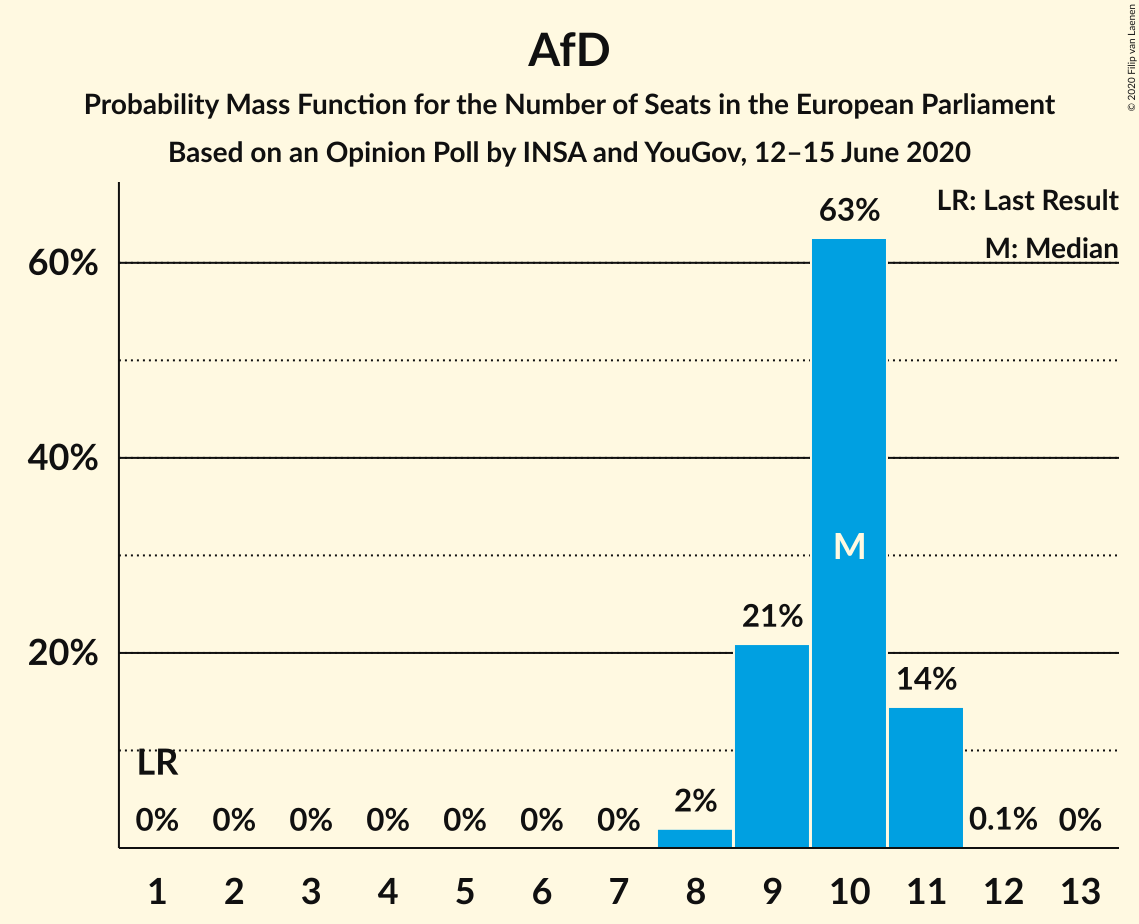 AfD
Probability Mass Function for the Number of Seats in the European Parliament
Based on an Opinion Poll by INSA and YouGov, 12–15 June 2020
© 2020 Filip van Laenen
LR: Last Result
M: Median
60%
40%
20%
63%
M
21%
14%
LR
2%
0% 0% 0% 0% 0% 0% 0% 0.1% 0%
1 2 3 4 5 6 7 8 9 10 11 12 13